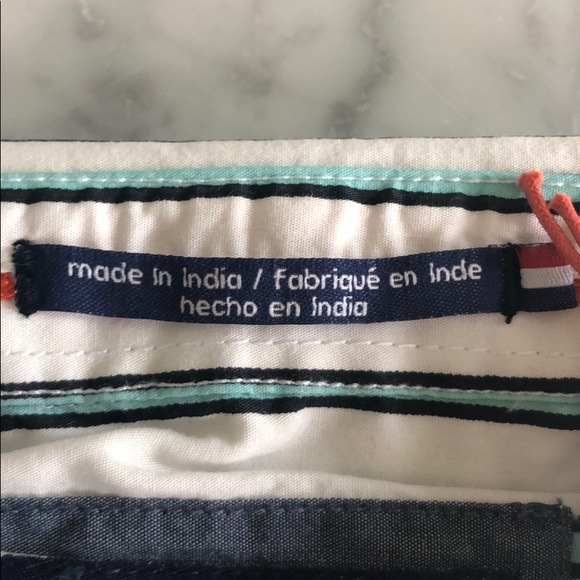 made in india / fabriqué en inde
hecho en india